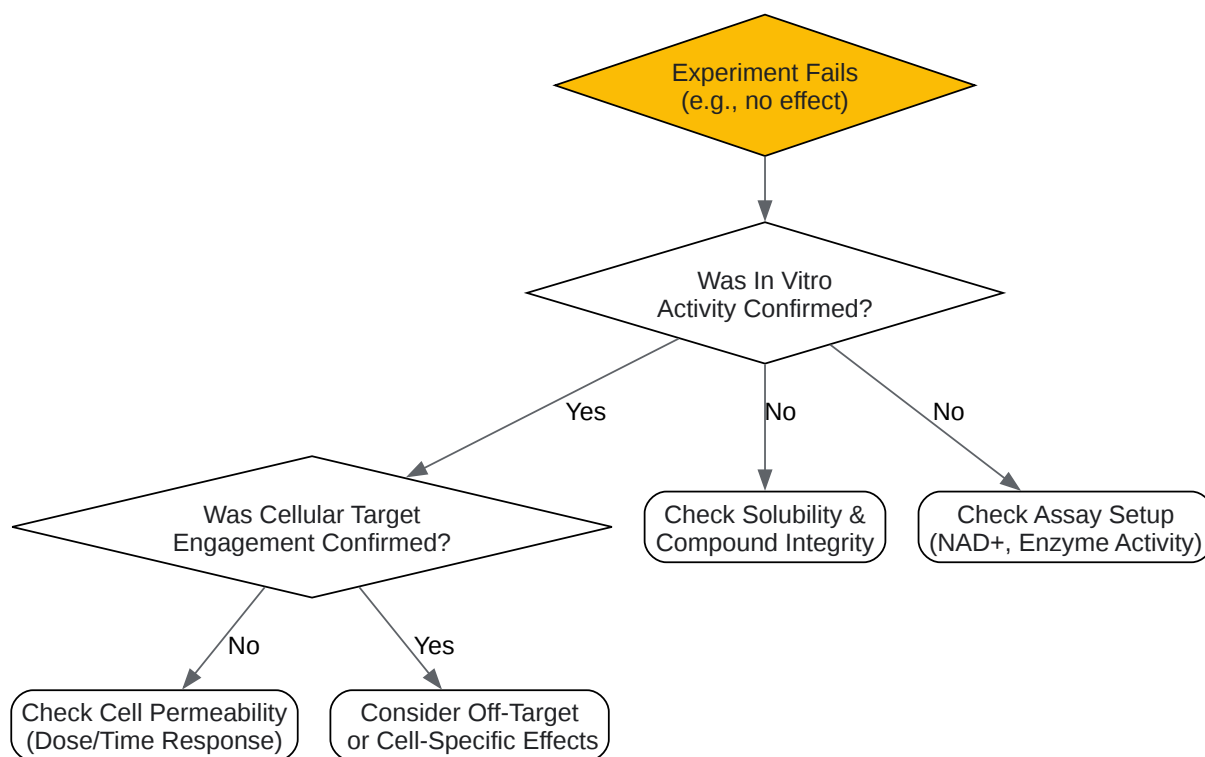 Experiment Fails
(e.g., no effect)
Was In Vitro
Activity Confirmed?
Yes
No
No
Was Cellular Target
Engagement Confirmed?
Check Solubility &
Compound Integrity
Check Assay Setup
(NAD+, Enzyme Activity)
No
Yes
Check Cell Permeability
(Dose/Time Response)
Consider Off-Target
or Cell-Specific Effects